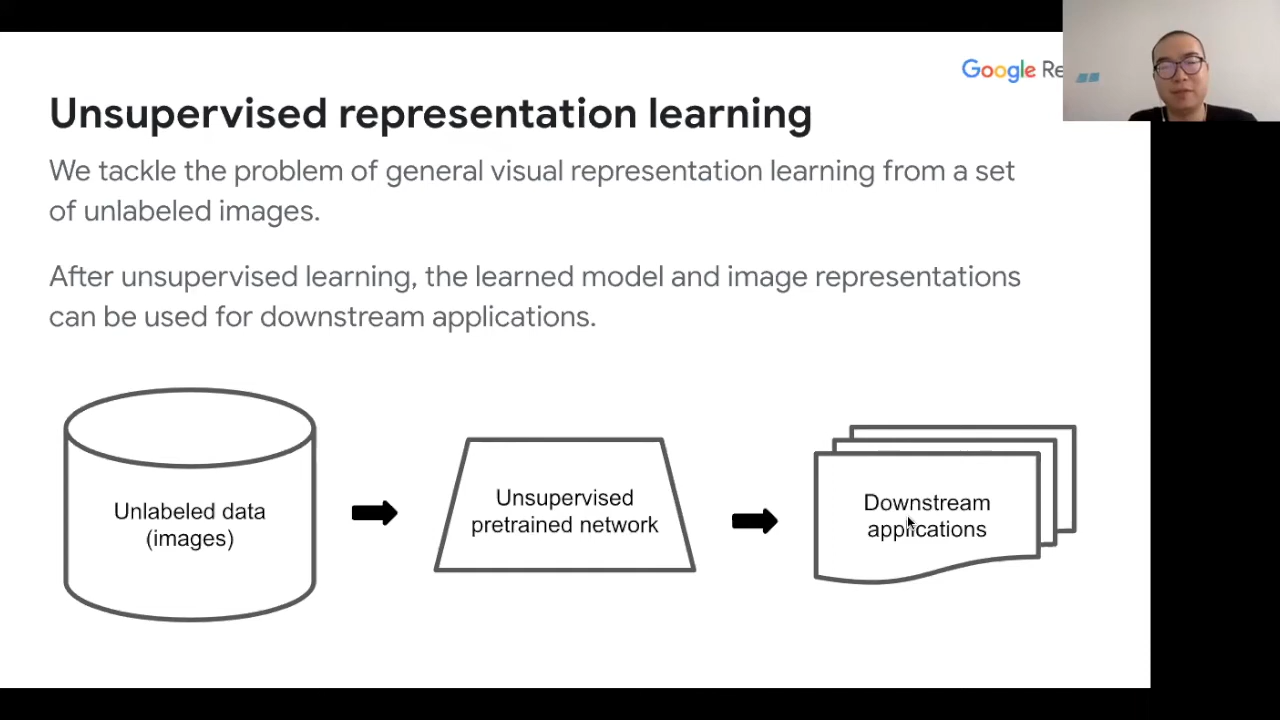 Google Re
Unsupervised representation learning
We tackle the problem of general visual representation learning from a set
of unlabeled images.
After unsupervised learning, the learned model and image representations
can be used for downstream applications.
Unlabeled data
(images)
Unsupervised
pretrained network
Downstream
applications